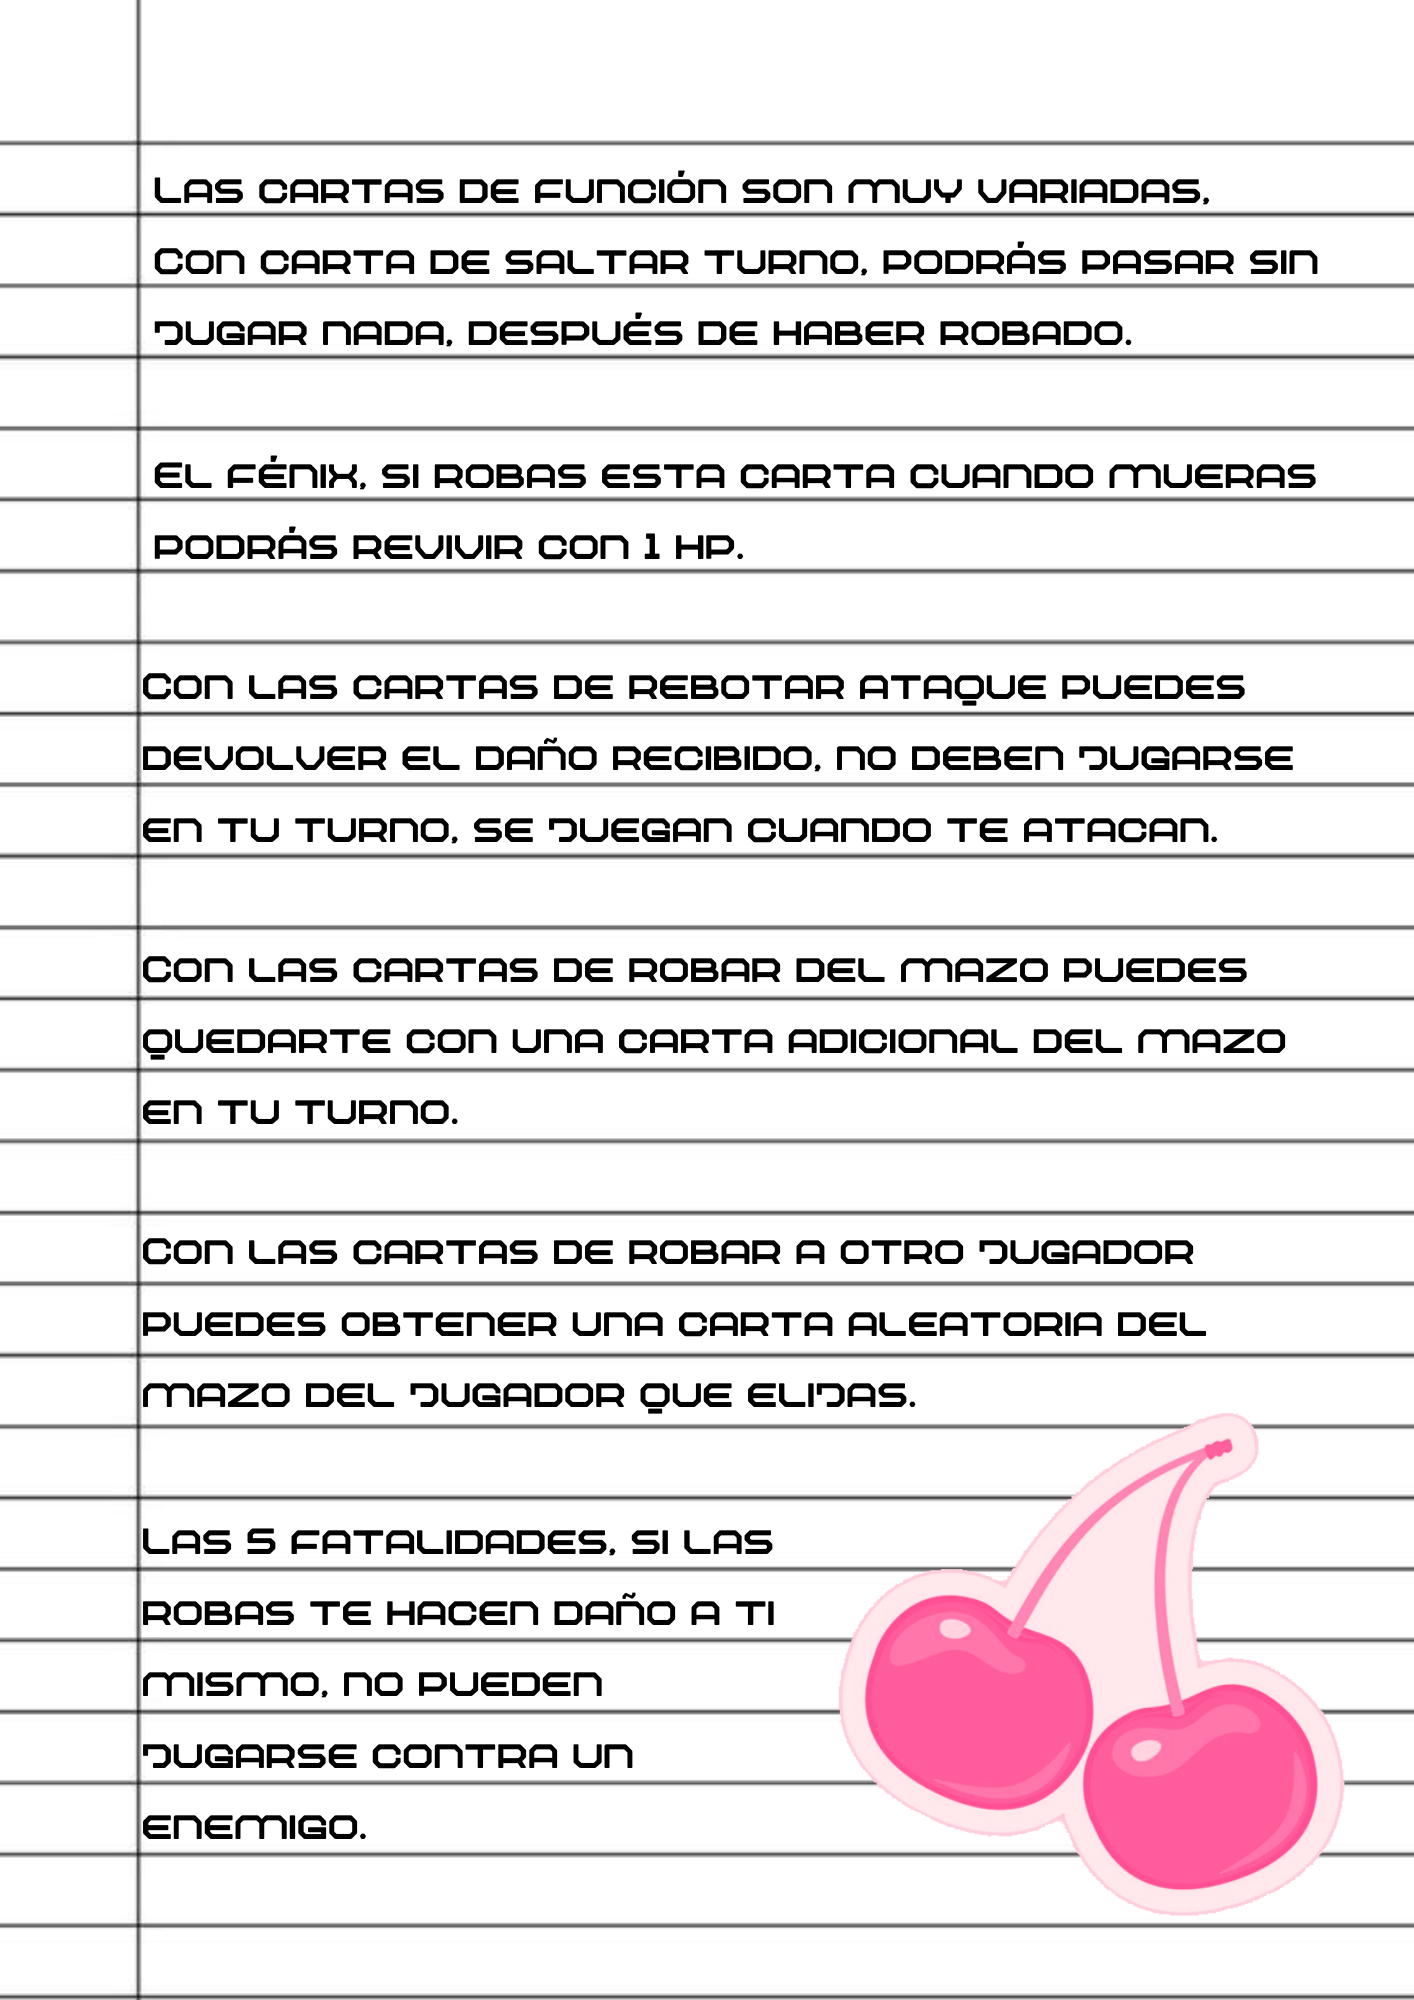 Las cartas de función son muy variadas,
Con carta de saltar turno, podrás pasar sin
jugar nada, después de haber robado.
El fénix, si robas esta carta cuando mueras
podrás revivir con 1 HP.
Con las cartas de rebotar ataque puedes
devolver el daño recibido, no deben jugarse
en tu turno, se juegan cuando te atacan.
Con las cartas de robar del mazo puedes
quedarte con una carta adicional del mazo
en tu turno.
Con las cartas de robar a otro jugador
puedes obtener una carta aleatoria del
mazo del jugador que elijas.
Las 5 fatalidades, si las
robas te hacen daño a ti
mismo, no pueden
jugarse contra un
enemigo.